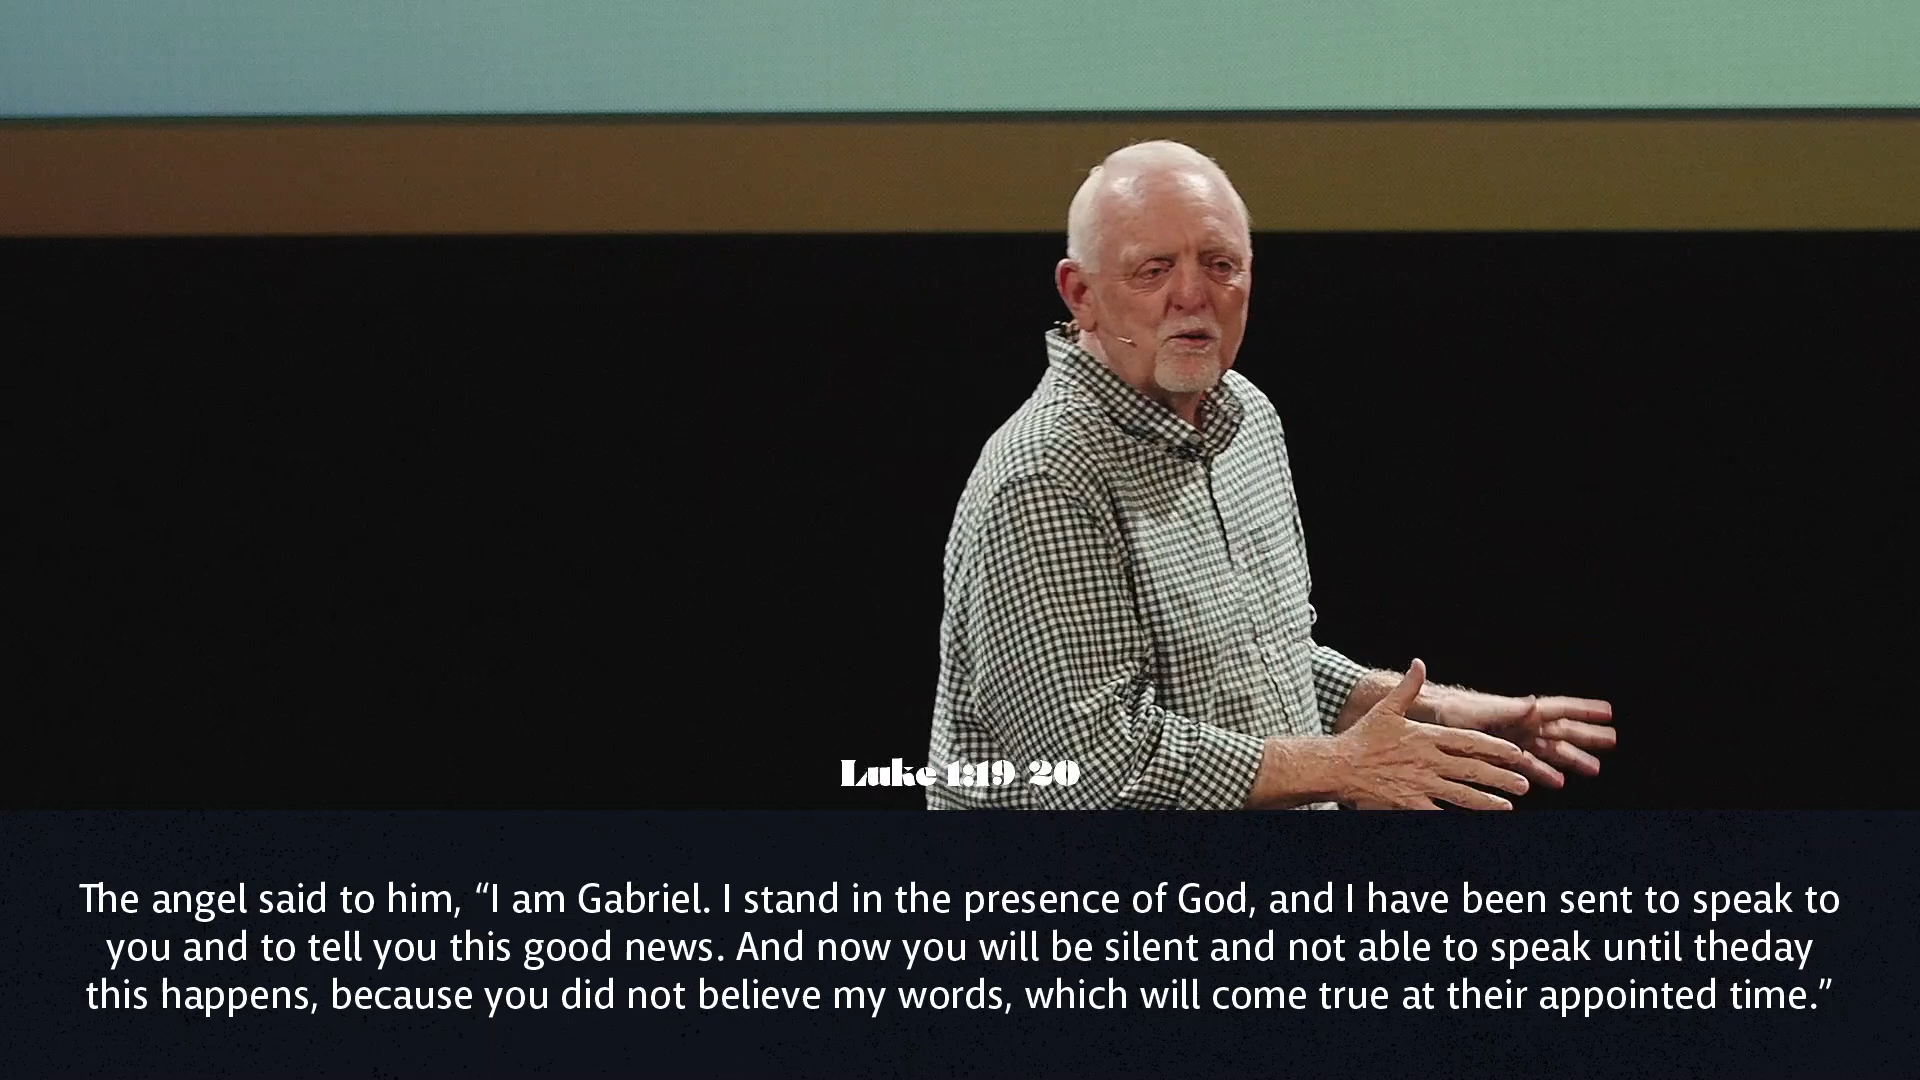 Luke 1:19 20
The angel said to him, “I am Gabriel. I stand in the presence of God, and I have been sent to speak to
you and to tell you this good news. And now you will be silent and not able to speak until theday
this happens, because you did not believe my words, which will come true at their appointed time.”